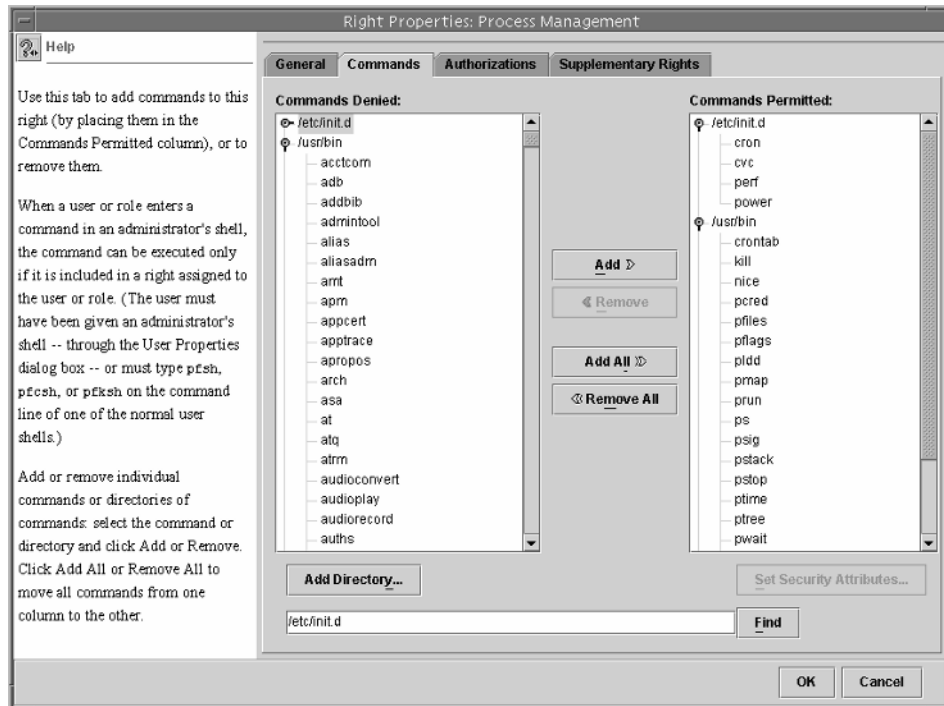 Right Properties: Process Management
Help
Use this tab to add commands to this
right (by placing them in the
Commands Permitted column), or to
remove them.
When a user or role enters a
command in an administrator's shell,
the command can be executed only
if it is included in a right assigned to
the user or role. (The user must
have been given an administrator's
shell -- through the User Properties
dialog box -- or must type pfsh,
pfcsh, or pfksh on the command
line of one of the normal user
shells.)
Add or remove individual
commands or directories of
commands: select the command or
directory and click Add or Remove.
Click Add All or Remove All to
move all commands from one
column to the other.
General
Commands
Authorizations
Supplementary Rights
Commands Denied:
/etc/init.d
/usr/bin
acctcom
adb
addbib
admintool
alias
aliasadm
amt
apm
appcert
apptrace
apropos
arch
asa
at
atq
atrm
audioconvert
audioplay
audiorecord
auths
Add
Remove
Add All
Remove All
Commands Permitted:
/etc/init.d
cron
cvc
perf
power
/usr/bin
crontab
kill
nice
pcred
pfiles
pflags
pldd
pmap
prun
ps
psig
pstack
pstop
ptime
ptree
pwait
Add Directory...
Set Security Attributes...
/etc/init.d
Find
OK
Cancel